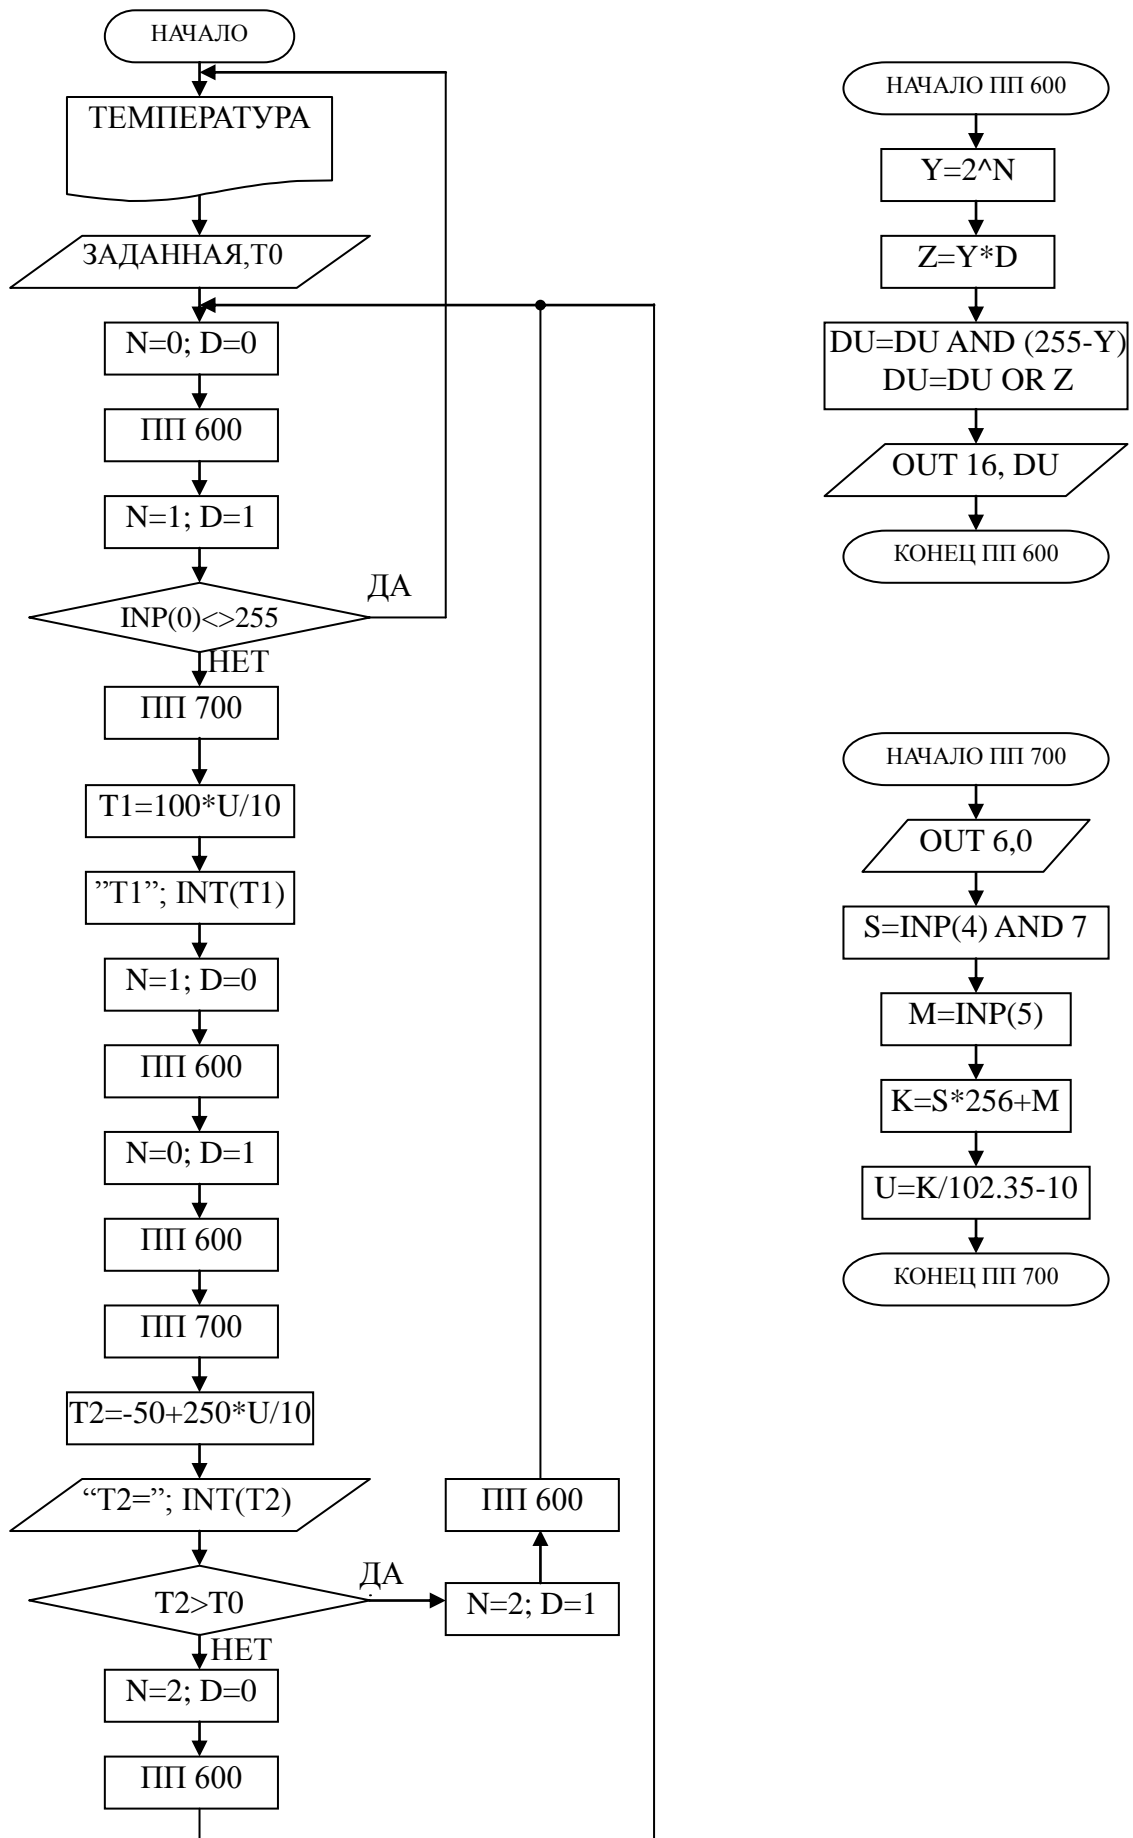 НАЧАЛО
ТЕМПЕРАТУРА
ЗАДАННАЯ,T0
N=0; D=0
ПП 600
N=1; D=1
INP(0)<>255
ДА
НЕТ
ПП 700
T1=100*U/10
”T1”; INT(T1)
N=1; D=0
ПП 600
N=0; D=1
ПП 600
ПП 700
T2=-50+250*U/10
“T2=”; INT(T2)
T2>T0
ДА
N=2; D=1
ПП 600
НЕТ
N=2; D=0
ПП 600
НАЧАЛО ПП 600
Y=2^N
Z=Y*D
DU=DU AND (255-Y)
DU=DU OR Z
OUT 16, DU
КОНЕЦ ПП 600
НАЧАЛО ПП 700
OUT 6,0
S=INP(4) AND 7
M=INP(5)
K=S*256+M
U=K/102.35-10
КОНЕЦ ПП 700